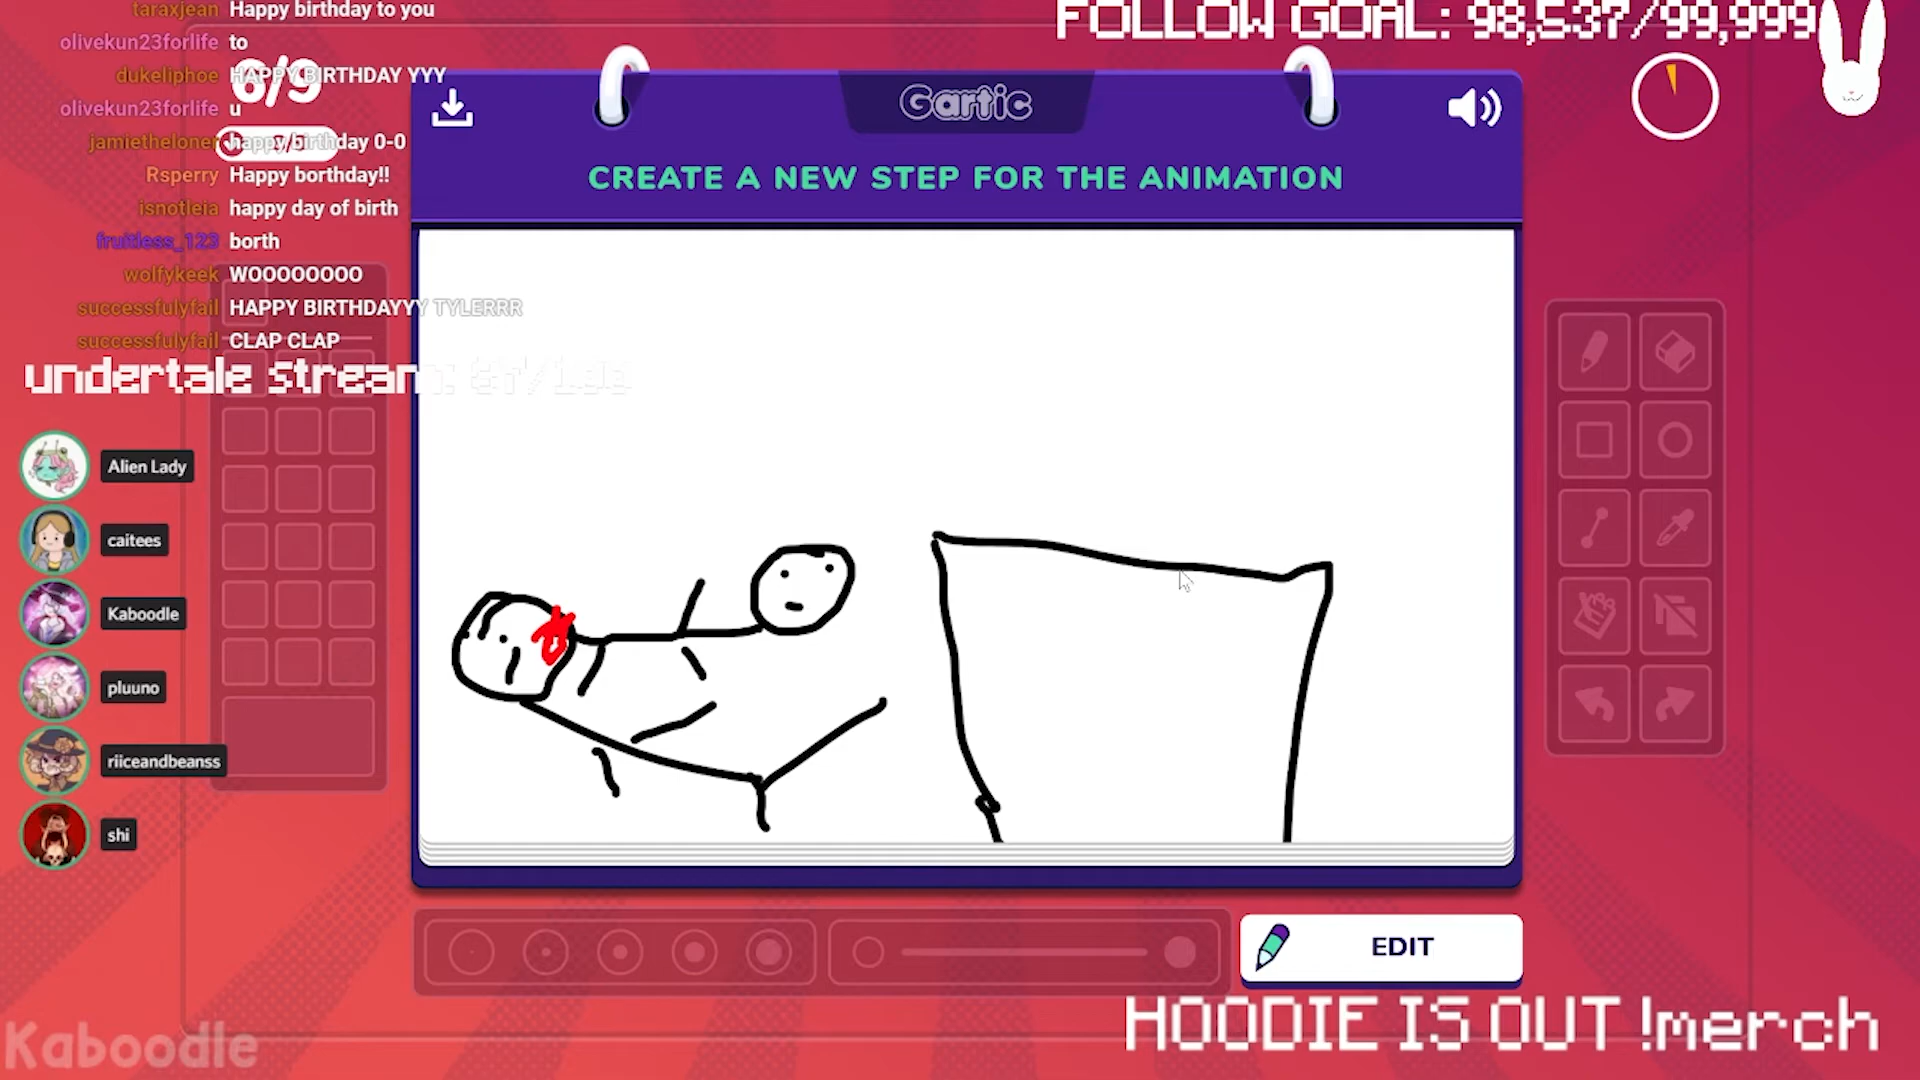 taraxjean Happy birthday to you
FOLLOW GOAL: 98,537/99,999
olivekun23forlife to
dukeliphoe HAPPY BIRTHDAY YYY
6/9
olivekun23forlife u
Gartic
jamietheloner happy birthday 0-0
Rsperry Happy borthday!!
CREATE A NEW STEP FOR THE ANIMATION
isnotleia happy day of birth
fruitless_123 borth
wolfykeek WOOOOOOOO
successfulyfail HAPPY BIRTHDAYYY TYLERRR
successfulyfail CLAP CLAP
undertale stream:
Alien Lady
caitees
Kaboodle
pluuno
riiceandbeanss
shi
EDIT
HOODIE IS OUT !merch
Kaboodle